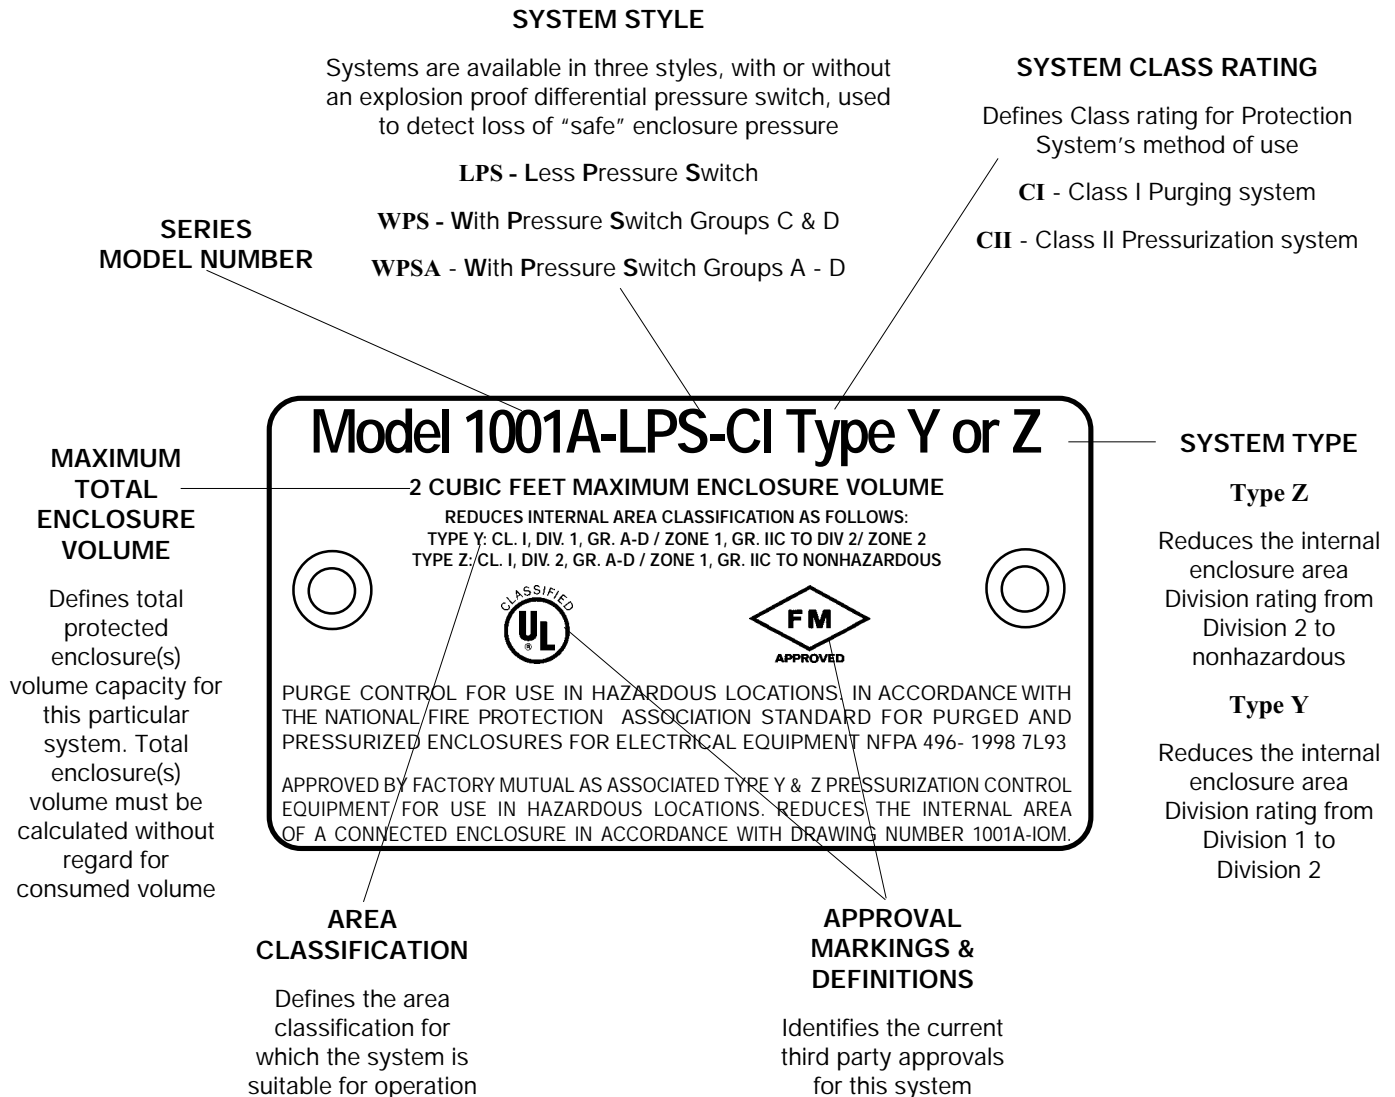 SYSTEM STYLE
Systems are available in three styles, with or without
an explosion proof differential pressure switch, used
to detect loss of “safe” enclosure pressure
LPS - Less Pressure Switch
WPS - With Pressure Switch Groups C & D
WPSA - With Pressure Switch Groups A - D
SYSTEM CLASS RATING
Defines Class rating for Protection
System’s method of use
CI - Class I Purging system
CII - Class II Pressurization system
SERIES
MODEL NUMBER
Model 1001A-LPS-CI Type Y or Z
2 CUBIC FEET MAXIMUM ENCLOSURE VOLUME
REDUCES INTERNAL AREA CLASSIFICATION AS FOLLOWS:
TYPE Y: CL. I, DIV. 1, GR. A-D / ZONE 1, GR. IIC TO DIV 2/ ZONE 2
TYPE Z: CL. I, DIV. 2, GR. A-D / ZONE 1, GR. IIC TO NONHAZARDOUS
CLASSIFIED
UL
®
FM
APPROVED
PURGE CONTROL FOR USE IN HAZARDOUS LOCATIONS. IN ACCORDANCE WITH
THE NATIONAL FIRE PROTECTION ASSOCIATION STANDARD FOR PURGED AND
PRESSURIZED ENCLOSURES FOR ELECTRICAL EQUIPMENT NFPA 496- 1998 7L93
APPROVED BY FACTORY MUTUAL AS ASSOCIATED TYPE Y & Z PRESSURIZATION CONTROL
EQUIPMENT FOR USE IN HAZARDOUS LOCATIONS. REDUCES THE INTERNAL AREA
OF A CONNECTED ENCLOSURE IN ACCORDANCE WITH DRAWING NUMBER 1001A-IOM.
MAXIMUM
TOTAL
ENCLOSURE
VOLUME
Defines total
protected
enclosure(s)
volume capacity for
this particular
system. Total
enclosure(s)
volume must be
calculated without
regard for
consumed volume
SYSTEM TYPE
Type Z
Reduces the internal
enclosure area
Division rating from
Division 2 to
nonhazardous
Type Y
Reduces the internal
enclosure area
Division rating from
Division 1 to
Division 2
AREA
CLASSIFICATION
Defines the area
classification for
which the system is
suitable for operation
APPROVAL
MARKINGS &
DEFINITIONS
Identifies the current
third party approvals
for this system